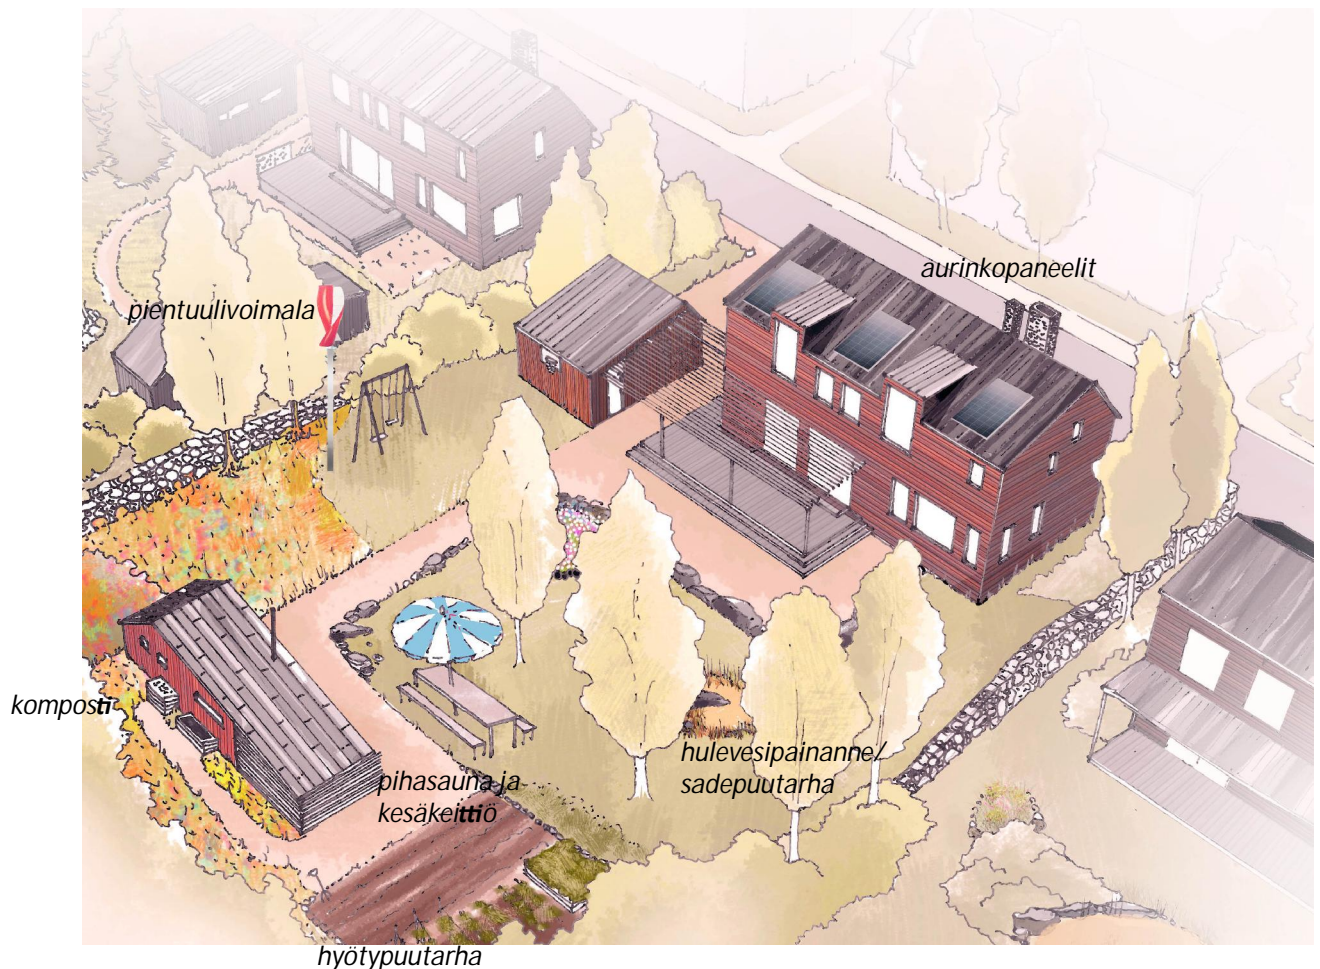 aurinkopaneelit
pientuulivoimala
komposti
hulevesipainanne/
sadepuutarha
pihasauna ja
kesäkeittiö
hyötypuutarha